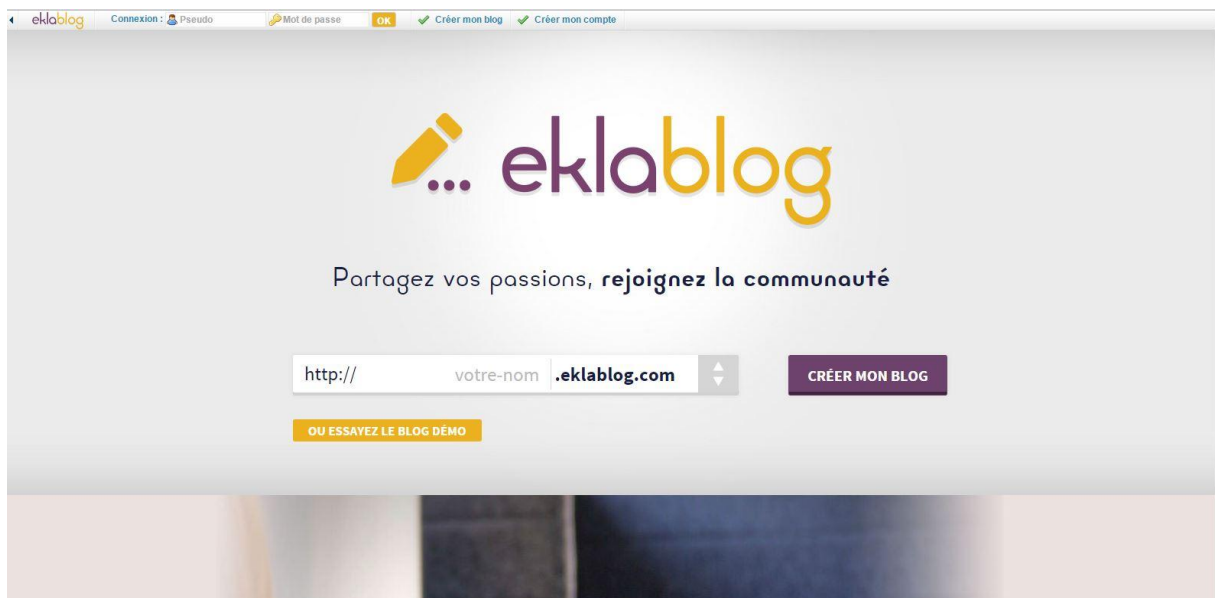 eklablog Connexion : Pseudo Mot de passe OK Créer mon blog Créer mon compte
... eklablog
Partagez vos passions, rejoignez la communauté
http:// votre-nom .eklablog.com CRÉER MON BLOG
OU ESSAYEZ LE BLOG DÉMO